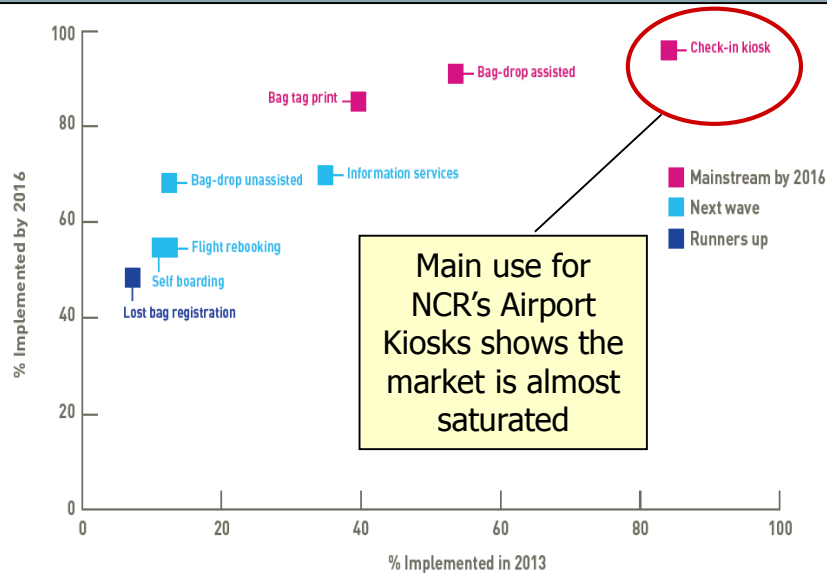 100
80
60
40
20
0
% Implemented by 2016
Check-in kiosk
Bag-drop assisted
Bag tag print
Bag-drop unassisted
Information services
Flight rebooking
Self boarding
Lost bag registration
Mainstream by 2016
Next wave
Runners up
Main use for
NCR’s Airport
Kiosks shows the
market is almost
saturated
0
20
40
60
80
100
% Implemented in 2013